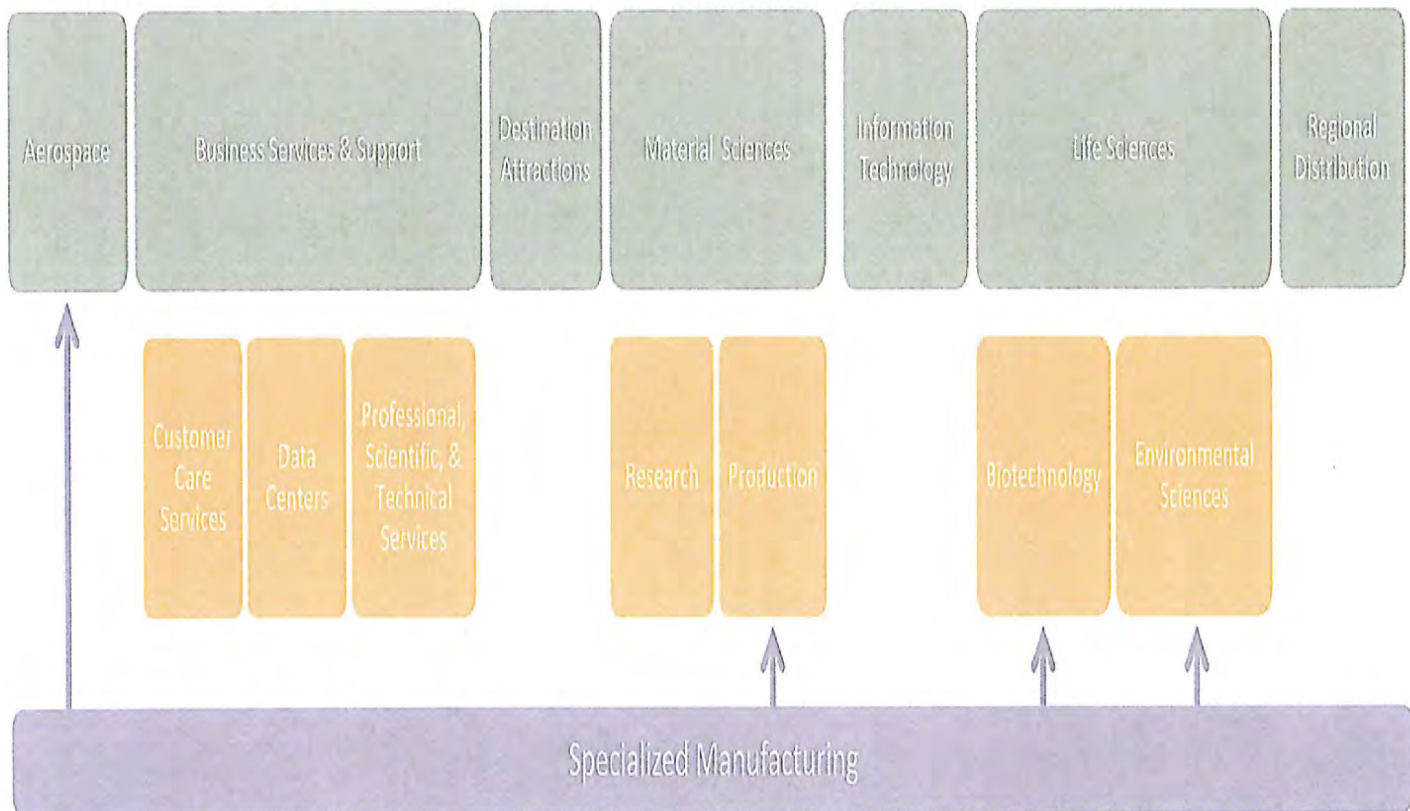 Aerospace
Business Services & Support
Destination
Attractions
Material Sciences
Information
Technology
Life Sciences
Regional
Distribution
Customer
Care
Services
Data
Centers
Professional,
Scientific, &
Technical
Services
Research
Production
Biotechnology
Environmental
Sciences
Specialized Manufacturing